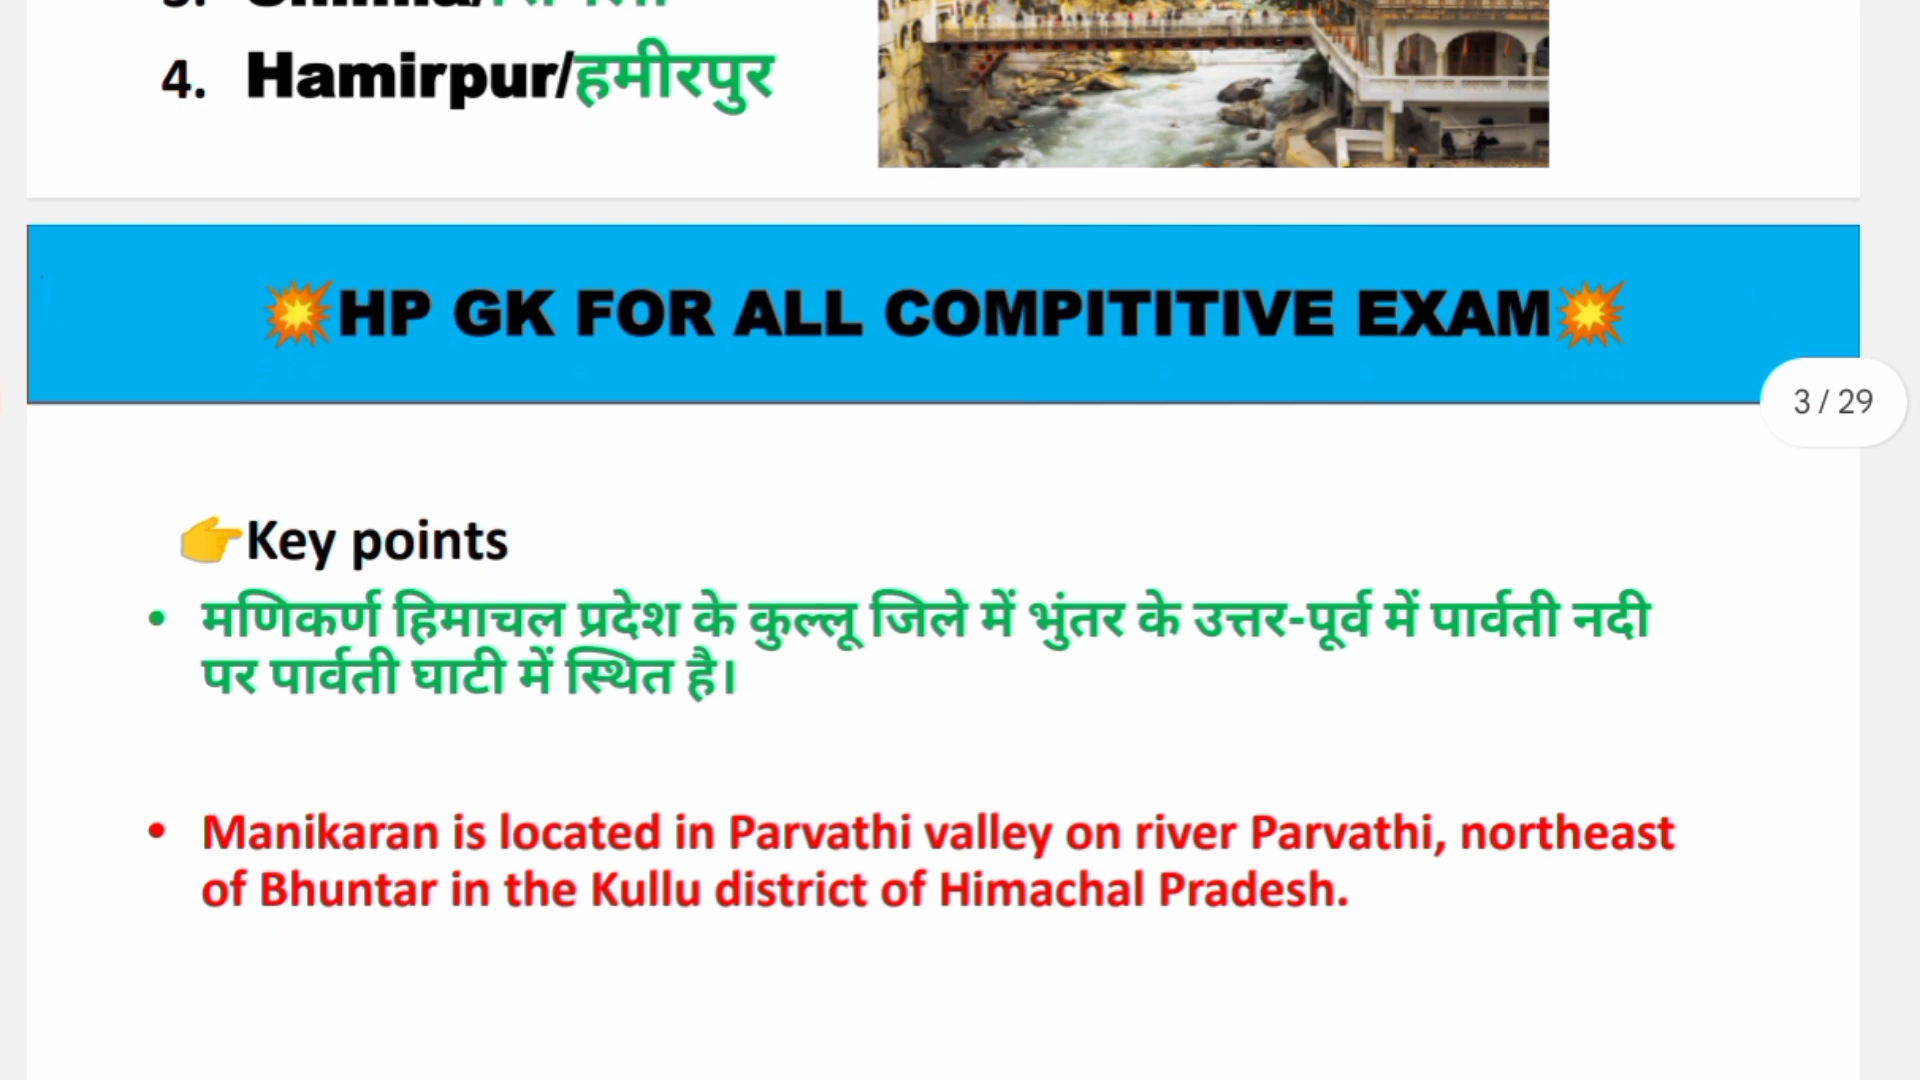 4. Hamirpur/हमीरपुर
💥HP GK FOR ALL COMPITITIVE EXAM💥
3 / 29
👉Key points
• मणिकर्ण हिमाचल प्रदेश के कुल्लू जिले में भुंतर के उत्तर-पूर्व में पार्वती नदी
पर पार्वती घाटी में स्थित है।
• Manikaran is located in Parvathi valley on river Parvathi, northeast
of Bhuntar in the Kullu district of Himachal Pradesh.